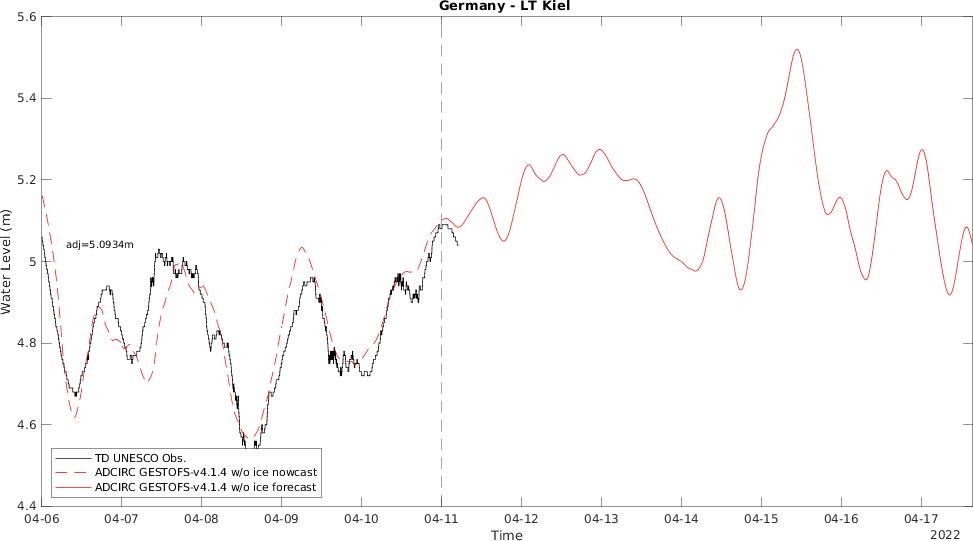 Germany - LT Kiel
5.6
5.4
5.2
5
4.8
4.6
4.4
Water Level (m)
adj=5.0934m
TD UNESCO Obs.
ADCIRC GESTOFS-v4.1.4 w/o ice nowcast
ADCIRC GESTOFS-v4.1.4 w/o ice forecast
04-06 04-07 04-08 04-09 04-10 04-11 04-12 04-13 04-14 04-15 04-16 04-17
Time
2022